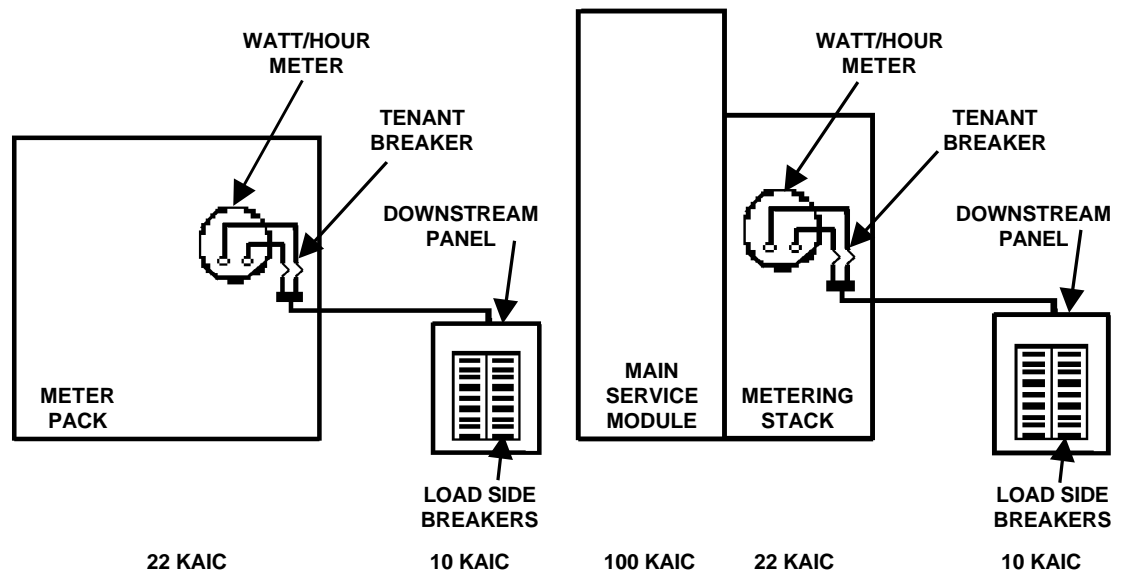 WATT/HOUR
METER
TENANT
BREAKER
DOWNSTREAM
PANEL
METER
PACK
LOAD SIDE
BREAKERS
22 KAIC
10 KAIC
WATT/HOUR
METER
TENANT
BREAKER
DOWNSTREAM
PANEL
MAIN
SERVICE
MODULE
METERING
STACK
LOAD SIDE
BREAKERS
100 KAIC
22 KAIC
10 KAIC